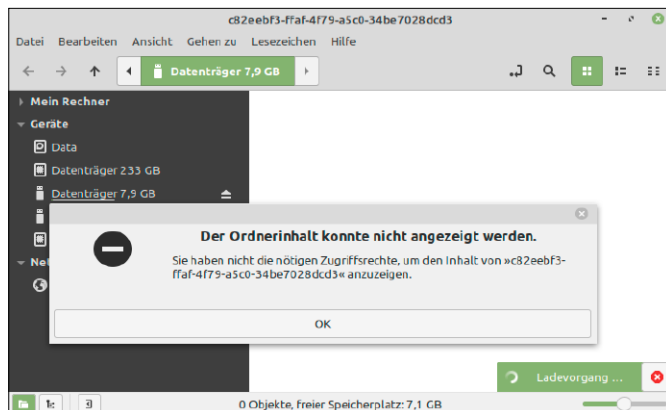 c82eebf3-ffaf-4f79-a5c0-34be7028dcd3
Datei Bearbeiten Ansicht Gehen zu Lesezeichen Hilfe
Datenträger 7,9 GB
Mein Rechner
Geräte
Data
Datenträger 233 GB
Datenträger 7,9 GB
Der Ordnerinhalt konnte nicht angezeigt werden.
Sie haben nicht die nötigen Zugriffsrechte, um den Inhalt von »c82eebf3-
ffaf-4f79-a5c0-34be7028dcd3« anzuzeigen.
Net
OK
Ladevorgang ...
0 Objekte, freier Speicherplatz: 7,1 GB